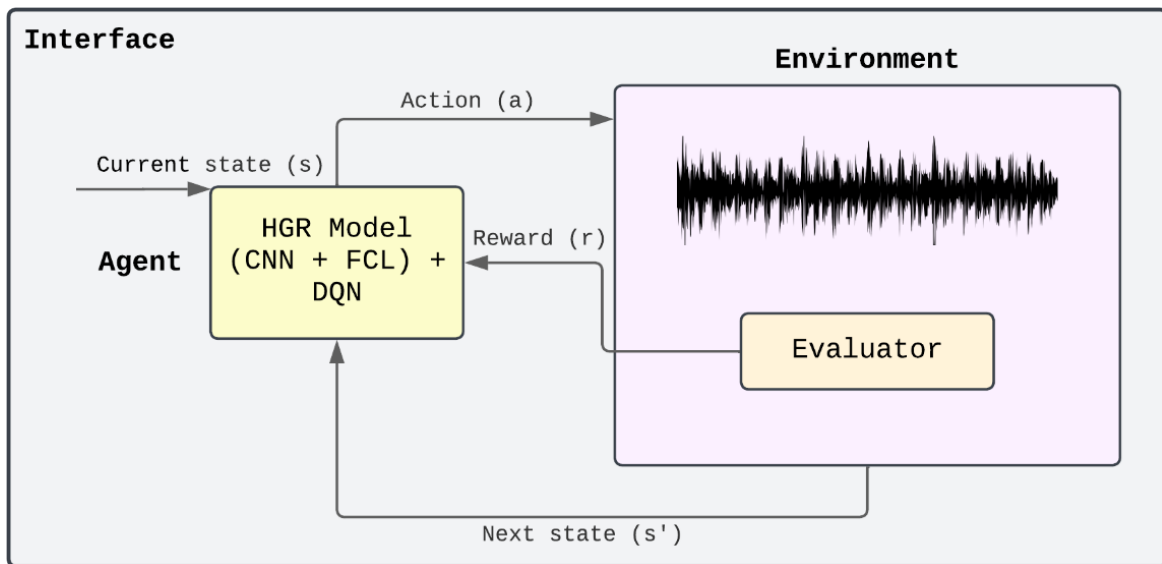 Interface
Environment
Action (a)
Current state (s)
HGR Model
(CNN + FCL) +
DQN
Agent
Reward (r)
Evaluator
Next state (s')